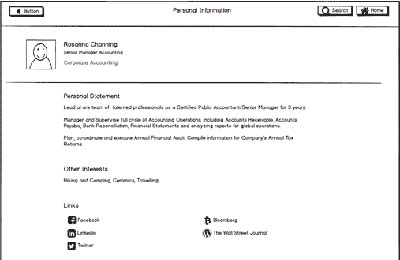 Button
Personal Information
Search
Home
Rosanne Channing
Senior Manager Accounting
Corporate Accounting
Personal Statement
Lead of are team of talented professionals as a Certified Public Accountant/Senior Manager for 8 years
Manager and Supervise full circle of Accounting Operations, including Accounts Receivable, Accounts
Payable, Bank Reconciliation, Financial Statements and analyzing reports for global operations.
Plan, coordinate and execute Annual Financial Audit. Compile information for Company's Annual Tax
Returns.
Other Interests
Hiking and Camping, Ceramics, Traveling
Links
Facebook
Bloomberg
LinkedIn
The Wall Street Journal
Twitter